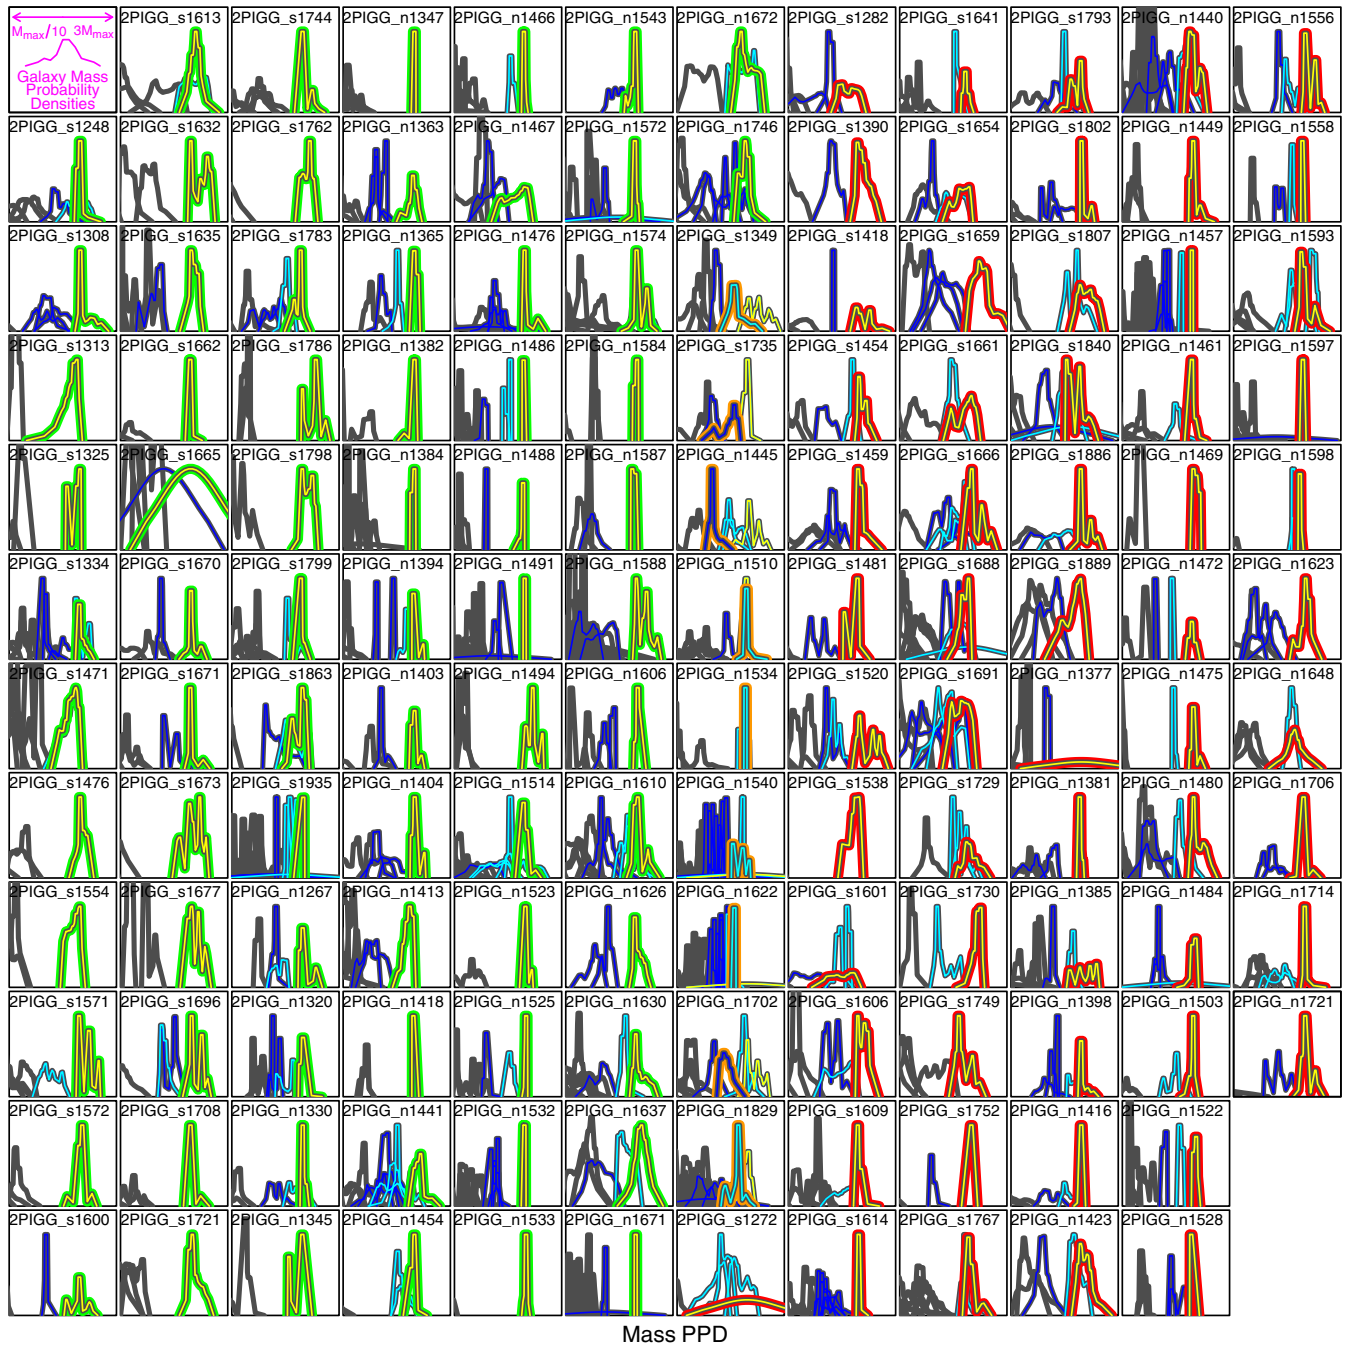 M_max/10 3M_max
Galaxy Mass
Probability
Densities
2PIGG_s1613 2PIGG_s1744 2PIGG_n1347 2PIGG_n1466 2PIGG_n1543 2PIGG_n1672 2PIGG_s1282 2PIGG_s1641 2PIGG_s1793 2PIGG_n1440 2PIGG_n1556
2PIGG_s1248 2PIGG_s1632 2PIGG_s1762 2PIGG_n1363 2PIGG_n1467 2PIGG_n1572 2PIGG_n1746 2PIGG_s1390 2PIGG_s1654 2PIGG_s1802 2PIGG_n1449 2PIGG_n1558
2PIGG_s1308 2PIGG_s1635 2PIGG_s1783 2PIGG_n1365 2PIGG_n1476 2PIGG_n1574 2PIGG_s1349 2PIGG_s1418 2PIGG_s1659 2PIGG_s1807 2PIGG_n1457 2PIGG_n1593
2PIGG_s1313 2PIGG_s1662 2PIGG_s1786 2PIGG_n1382 2PIGG_n1486 2PIGG_n1584 2PIGG_s1735 2PIGG_s1454 2PIGG_s1661 2PIGG_s1840 2PIGG_n1461 2PIGG_n1597
2PIGG_s1325 2PIGG_s1665 2PIGG_s1798 2PIGG_n1384 2PIGG_n1488 2PIGG_n1587 2PIGG_n1445 2PIGG_s1459 2PIGG_s1666 2PIGG_s1886 2PIGG_n1469 2PIGG_n1598
2PIGG_s1334 2PIGG_s1670 2PIGG_s1799 2PIGG_n1394 2PIGG_n1491 2PIGG_n1588 2PIGG_n1510 2PIGG_s1481 2PIGG_s1688 2PIGG_s1889 2PIGG_n1472 2PIGG_n1623
2PIGG_s1471 2PIGG_s1671 2PIGG_s1863 2PIGG_n1403 2PIGG_n1494 2PIGG_n1606 2PIGG_n1534 2PIGG_s1520 2PIGG_s1691 2PIGG_n1377 2PIGG_n1475 2PIGG_n1648
2PIGG_s1476 2PIGG_s1673 2PIGG_s1935 2PIGG_n1404 2PIGG_n1514 2PIGG_n1610 2PIGG_n1540 2PIGG_s1538 2PIGG_s1729 2PIGG_n1381 2PIGG_n1480 2PIGG_n1706
2PIGG_s1554 2PIGG_s1677 2PIGG_n1267 2PIGG_n1413 2PIGG_n1523 2PIGG_n1626 2PIGG_n1622 2PIGG_s1601 2PIGG_s1730 2PIGG_n1385 2PIGG_n1484 2PIGG_n1714
2PIGG_s1571 2PIGG_s1696 2PIGG_n1320 2PIGG_n1418 2PIGG_n1525 2PIGG_n1630 2PIGG_n1702 2PIGG_s1606 2PIGG_s1749 2PIGG_n1398 2PIGG_n1503 2PIGG_n1721
2PIGG_s1572 2PIGG_s1708 2PIGG_n1330 2PIGG_n1441 2PIGG_n1532 2PIGG_n1637 2PIGG_n1829 2PIGG_s1609 2PIGG_s1752 2PIGG_n1416 2PIGG_n1522
2PIGG_s1600 2PIGG_s1721 2PIGG_n1345 2PIGG_n1454 2PIGG_n1533 2PIGG_n1671 2PIGG_s1272 2PIGG_s1614 2PIGG_s1767 2PIGG_n1423 2PIGG_n1528
Mass PPD